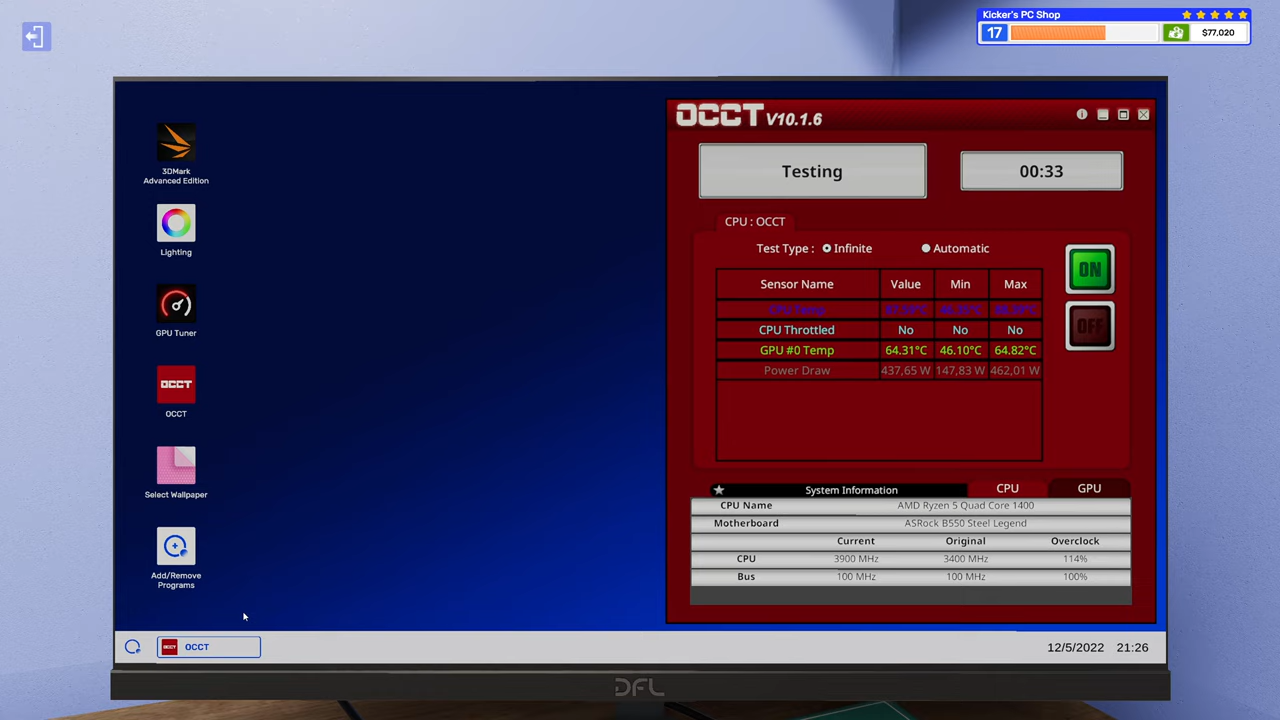 Kicker's PC Shop
17
$77,020
3DMark
Advanced Edition
Lighting
GPU Tuner
OCCT
OCCT
Select Wallpaper
Add/Remove
Programs
OCCT V10.1.6
Testing
00:33
CPU : OCCT
Test Type : Infinite Automatic
ON
OFF
Sensor Name Value Min Max
CPU Temp
CPU Throttled No No No
GPU #0 Temp 64.31°C 46.10°C 64.82°C
Power Draw 437,65 W 147,83 W 462,01 W
System Information CPU GPU
CPU Name AMD Ryzen 5 Quad Core 1400
Motherboard ASRock B550 Steel Legend
Current Original Overclock
CPU 3900 MHz 3400 MHz 114%
Bus 100 MHz 100 MHz 100%
OCCT OCCT
12/5/2022 21:26
DFL